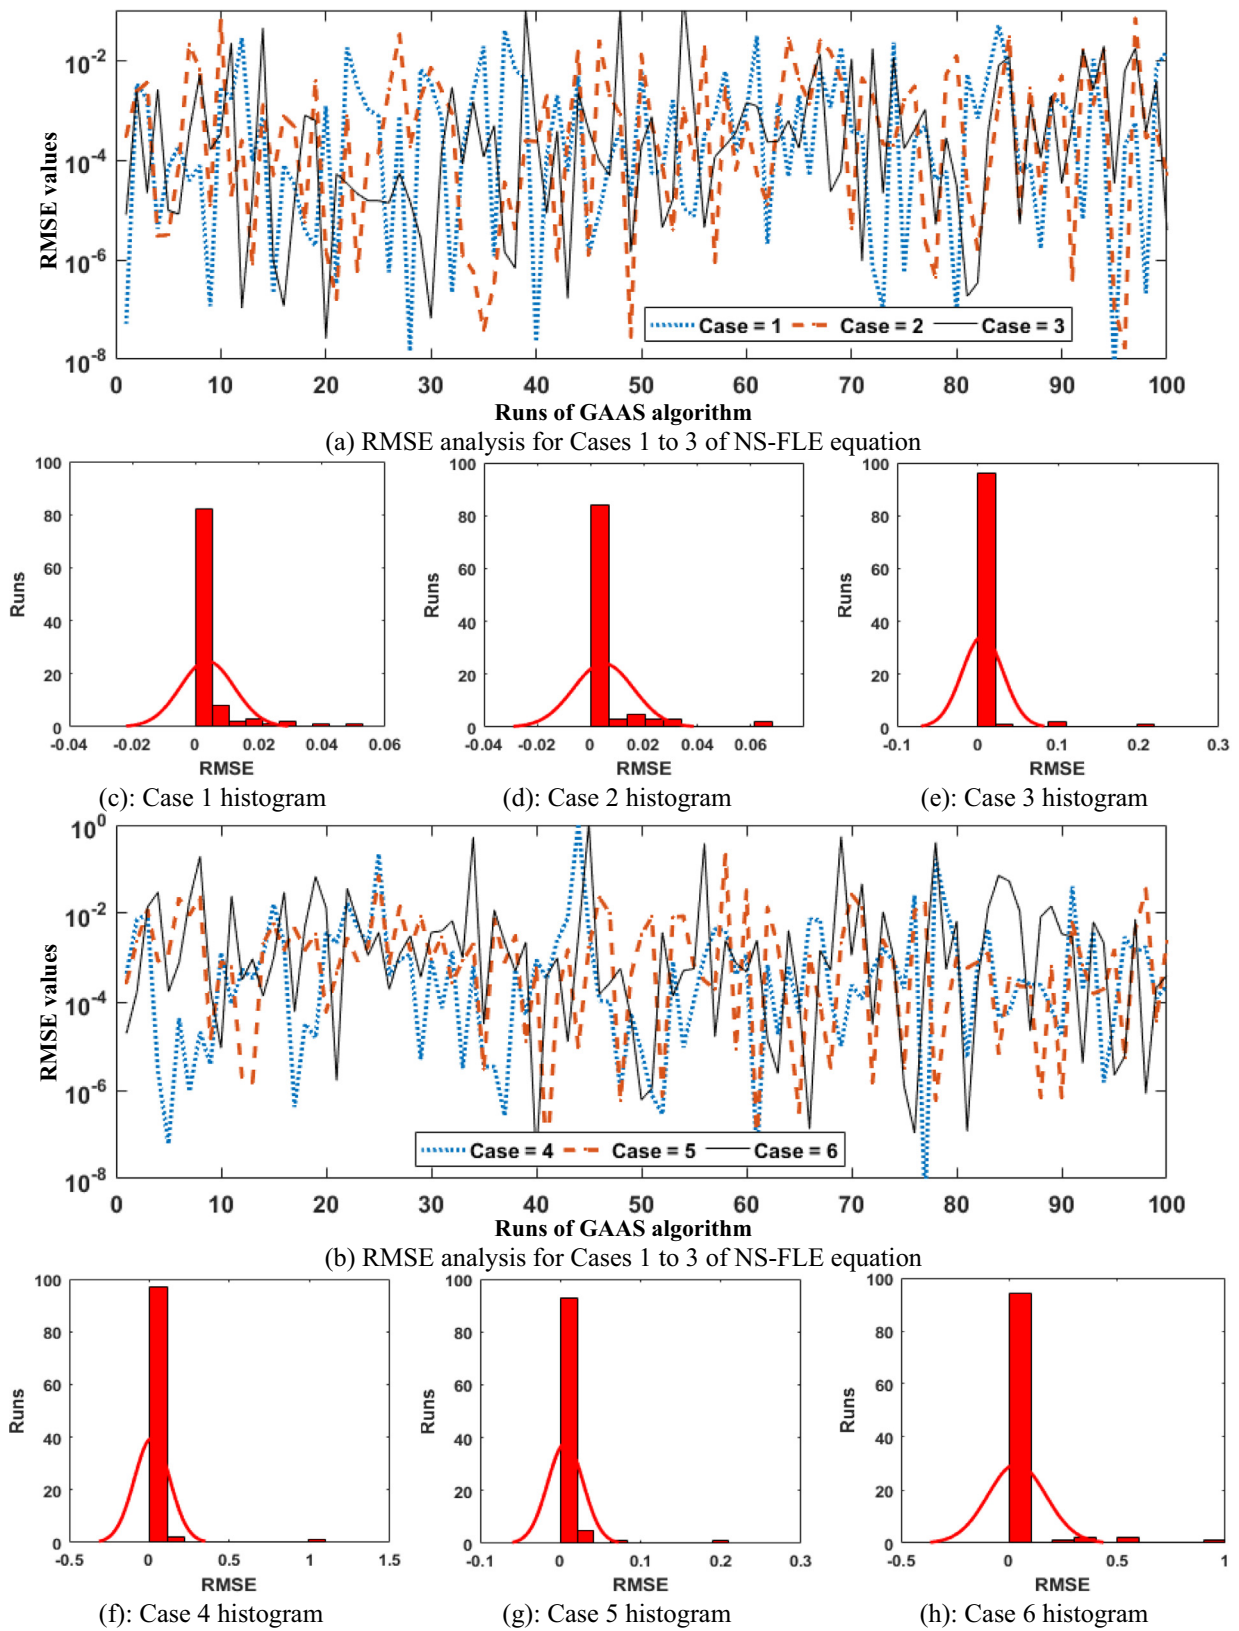 RMSE values
10^-2
10^-4
10^-6
10^-8
Case = 1 Case = 2 Case = 3
0 10 20 30 40 50 60 70 80 90 100
Runs of GAAS algorithm
(a) RMSE analysis for Cases 1 to 3 of NS-FLE equation
Runs
100
80
60
40
20
0
-0.04 -0.02 0 0.02 0.04 0.06
RMSE
(c): Case 1 histogram
Runs
100
80
60
40
20
0
-0.04 -0.02 0 0.02 0.04 0.06
RMSE
(d): Case 2 histogram
Runs
100
80
60
40
20
0
-0.1 0 0.1 0.2 0.3
RMSE
(e): Case 3 histogram
RMSE values
10^0
10^-2
10^-4
10^-6
10^-8
Case = 4 Case = 5 Case = 6
0 10 20 30 40 50 60 70 80 90 100
Runs of GAAS algorithm
(b) RMSE analysis for Cases 1 to 3 of NS-FLE equation
Runs
100
80
60
40
20
0
-0.5 0 0.5 1 1.5
RMSE
(f): Case 4 histogram
Runs
100
80
60
40
20
0
-0.1 0 0.1 0.2 0.3
RMSE
(g): Case 5 histogram
Runs
100
80
60
40
20
0
-0.5 0 0.5 1
RMSE
(h): Case 6 histogram